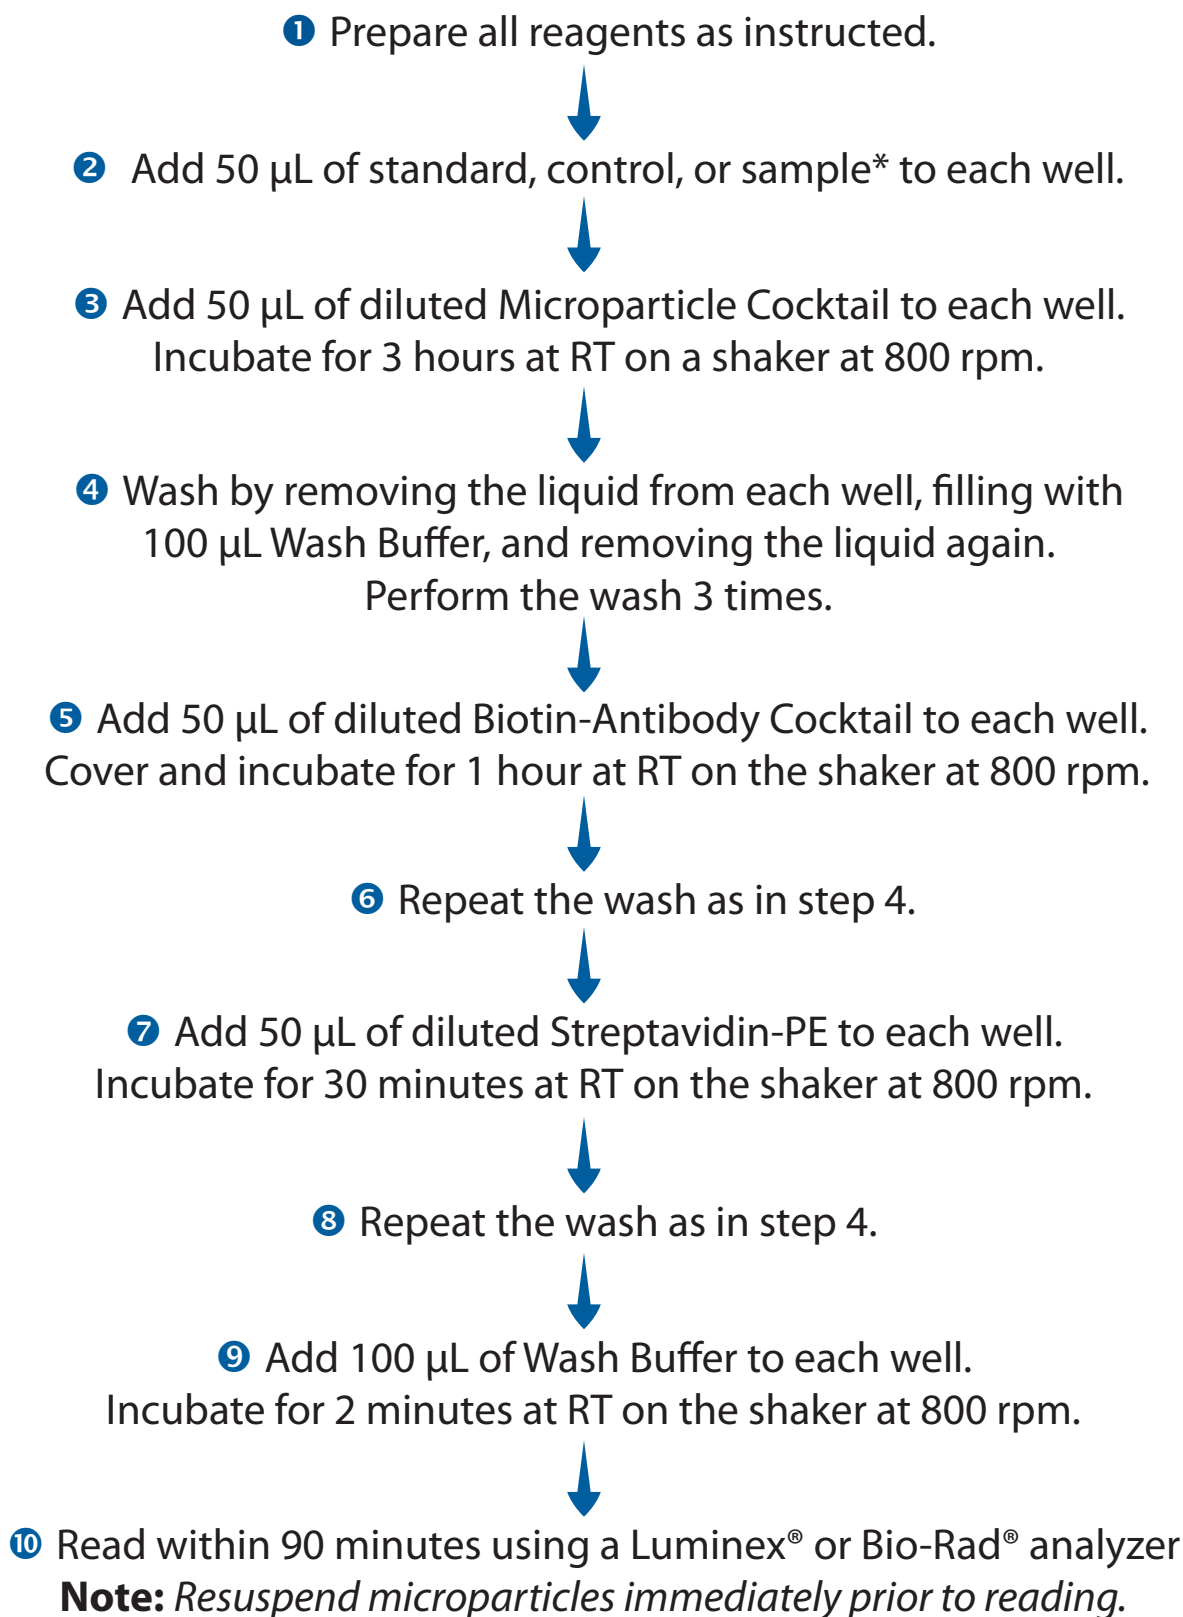 ❶ Prepare all reagents as instructed.
❷ Add 50 µL of standard, control, or sample* to each well.
❸ Add 50 µL of diluted Microparticle Cocktail to each well.
Incubate for 3 hours at RT on a shaker at 800 rpm.
❹ Wash by removing the liquid from each well, filling with
100 µL Wash Buffer, and removing the liquid again.
Perform the wash 3 times.
❺ Add 50 µL of diluted Biotin-Antibody Cocktail to each well.
Cover and incubate for 1 hour at RT on the shaker at 800 rpm.
❻ Repeat the wash as in step 4.
❼ Add 50 µL of diluted Streptavidin-PE to each well.
Incubate for 30 minutes at RT on the shaker at 800 rpm.
❽ Repeat the wash as in step 4.
❾ Add 100 µL of Wash Buffer to each well.
Incubate for 2 minutes at RT on the shaker at 800 rpm.
❿ Read within 90 minutes using a Luminex® or Bio-Rad® analyzer
Note: Resuspend microparticles immediately prior to reading.